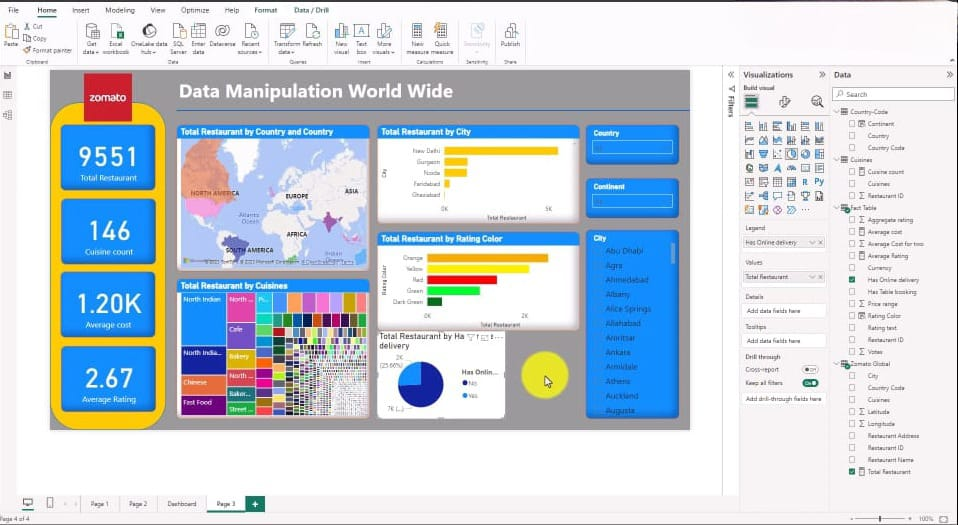 File Home Insert Modeling View Optimize Help Format Data / Drill
Cut
Copy
Format painter
Paste
Get data
Excel workbook
OneLake data hub
SQL Server
Enter data
Dataverse
Recent sources
Transform data
Refresh
New visual
Text box
More visuals
New measure
Quick measure
Sensitivity
Publish
Clipboard Data Queries Insert Calculations Sensitivity Share
zomato
Data Manipulation World Wide
9551
Total Restaurant
146
Cuisine count
1.20K
Average cost
2.67
Average Rating
Total Restaurant by Country and Country
NORTH AMERICA
EUROPE
ASIA
Atlantic Ocean
AFRICA
SOUTH AMERICA
Total Restaurant by Cuisines
North Indian
North ...
Cafe
North India...
Bakery
Chinese
North ...
Baker...
Fast Food
Street ...
Total Restaurant by City
City
New Delhi
Gurgaon
Noida
Faridabad
Ghaziabad
0K 5K
Total Restaurant
Total Restaurant by Rating Color
Rating Color
Orange
Yellow
Red
Green
Dark Green
0K 2K
Total Restaurant
Total Restaurant by Ha
delivery
2K
(25.66%)
7K (...)
Has Onlin...
No
Yes
Country
Continent
City
Abu Dhabi
Agra
Ahmedabad
Albany
Alice Springs
Allahabad
Amritsar
Ankara
Armidale
Athens
Auckland
Augusta
Filters
Visualizations
Build visual
Legend
Has Online delivery
Values
Total Restaurant
Details
Add data fields here
Tooltips
Add data fields here
Drill through
Cross-report Off
Keep all filters On
Add drill-through fields here
Data
Search
Country-Code
Continent
Country
Country Code
Cuisines
Cuisine count
Cuisines
Restaurant ID
Fact Table
Aggregate rating
Average cost
Average Cost for two
Average Rating
Currency
Has Online delivery
Has Table booking
Price range
Rating Color
Rating text
Restaurant ID
Votes
Zomato Global
City
Country Code
Cuisines
Latitude
Longitude
Restaurant Address
Restaurant ID
Restaurant Name
Total Restaurant
Page 1 Page 2 Dashboard Page 3
Page 4 of 4
100%